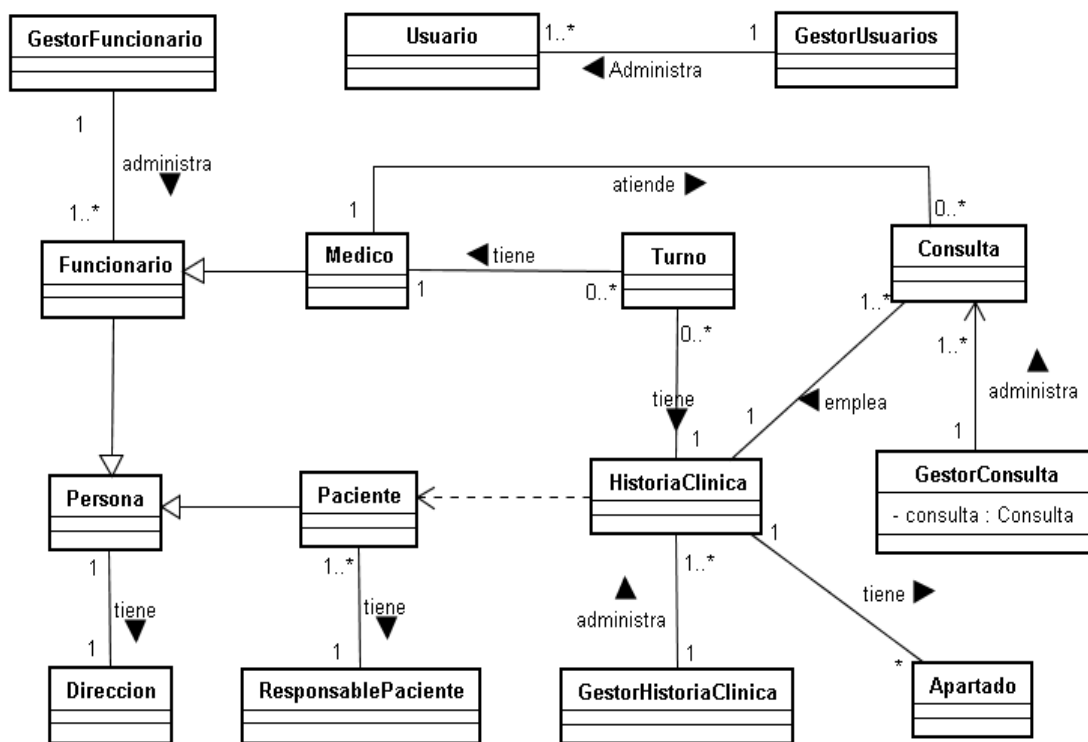 GestorFuncionario
Usuario
1..*
1
GestorUsuarios
Administra
1
administra
1..*
atiende
1
0..*
Funcionario
Medico
tiene
Turno
Consulta
1
0..*
0..*
1..*
1..*
tiene
emplea
administra
1
1
1
Persona
Paciente
HistoriaClinica
GestorConsulta
- consulta : Consulta
1
1..*
1..*
1
tiene
tiene
administra
tiene
1
1
1
*
Direccion
ResponsablePaciente
GestorHistoriaClinica
Apartado